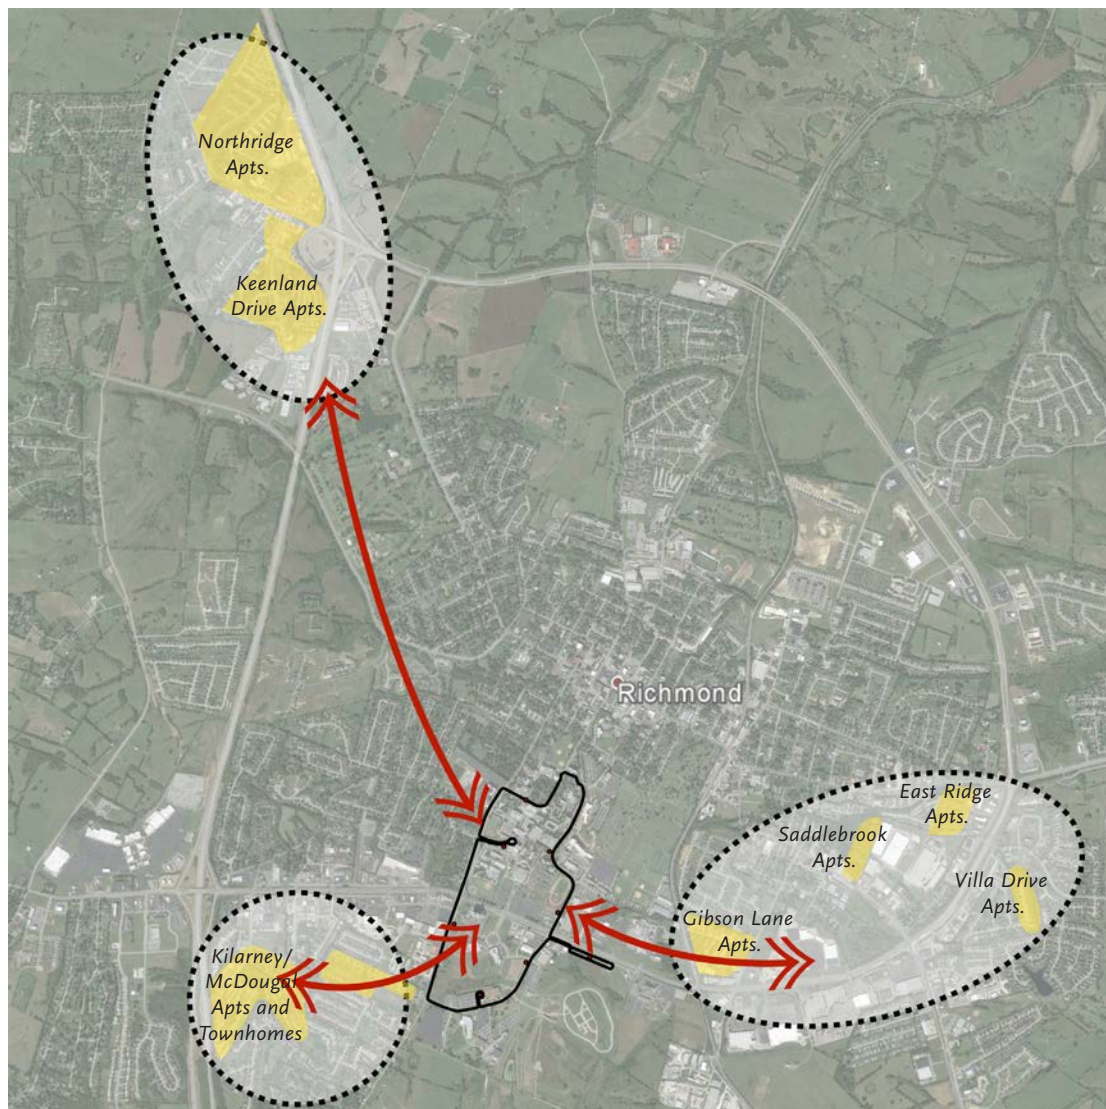 Northridge
Apts.
Keenland
Drive Apts.
Richmond
East Ridge
Apts.
Saddlebrook
Apts.
Villa Drive
Apts.
Gibson Lane
Apts.
Kilarney/
McDougal
Apts and
Townhomes